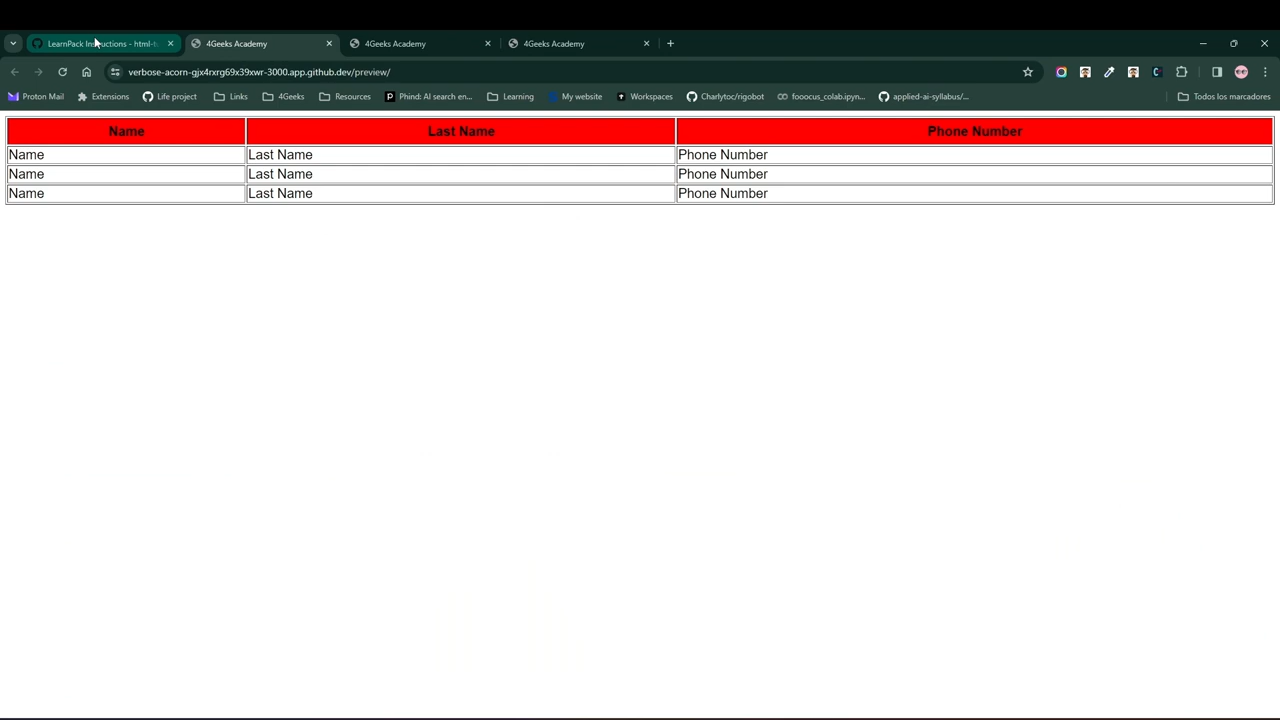 LearnPack Instructions - html-tu
4Geeks Academy
4Geeks Academy
4Geeks Academy
verbose-acorn-gjx4rxrg69x39xwr-3000.app.github.dev/preview/
Proton Mail Extensions Life project Links 4Geeks Resources Phind: AI search en... Learning My website Workspaces Charlytoc/rigobot fooocus_colab.ipyn... applied-ai-syllabus/... Todos los marcadores
Name Last Name Phone Number
Name Last Name Phone Number
Name Last Name Phone Number
Name Last Name Phone Number